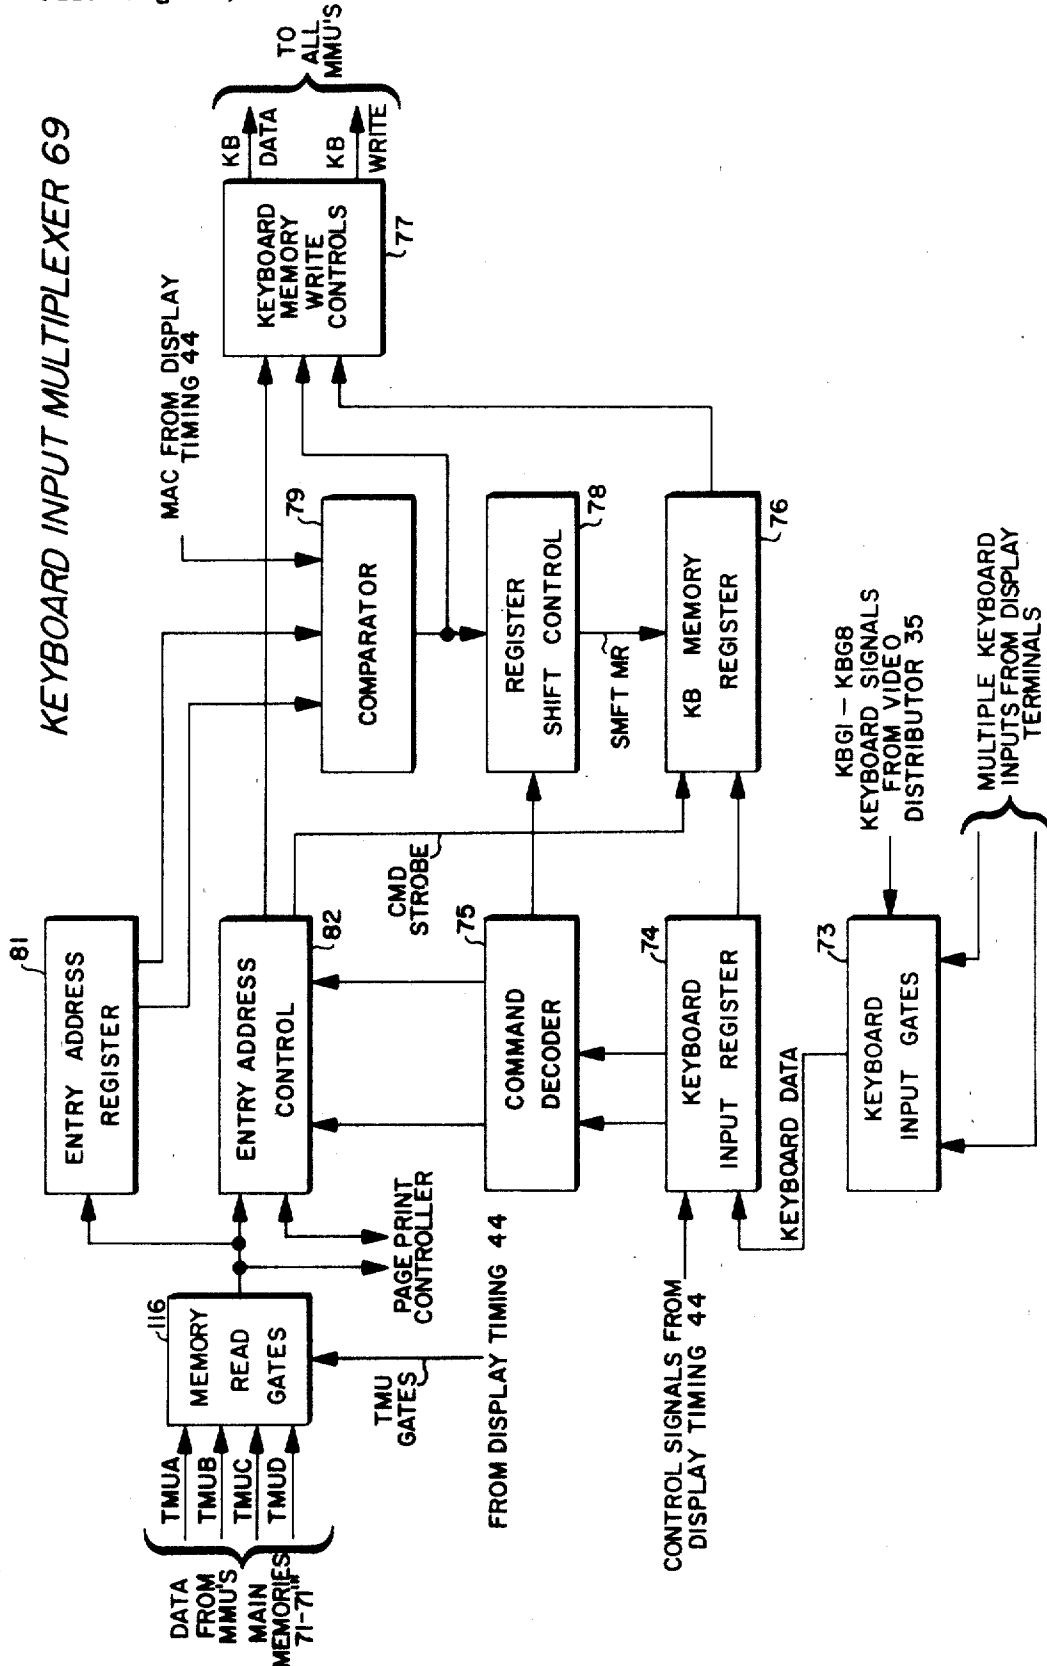 KEYBOARD INPUT MULTIPLEXER 69
TO
ALL
MMU'S
KB
DATA
KB
WRITE
KEYBOARD
MEMORY
WRITE
CONTROLS
77
MAC FROM DISPLAY
TIMING 44
79
COMPARATOR
78
REGISTER
SHIFT CONTROL
SMFT MR
KB MEMORY
REGISTER
76
81
ENTRY ADDRESS
REGISTER
82
ENTRY ADDRESS
CONTROL
CMD
STROBE
75
COMMAND
DECODER
74
KEYBOARD
INPUT REGISTER
73
KEYBOARD
INPUT GATES
KEYBOARD DATA
KBG1 – KBG8
KEYBOARD SIGNALS
FROM VIDEO
DISTRIBUTOR 35
MULTIPLE KEYBOARD
INPUTS FROM DISPLAY
TERMINALS
116
MEMORY
READ
GATES
PAGE PRINT
CONTROLLER
TMU
GATES
FROM DISPLAY TIMING 44
CONTROL SIGNALS FROM
DISPLAY TIMING 44
TMUA
TMUB
TMUC
TMUD
DATA
FROM
MMU'S
MAIN
MEMORIES
71-71'''